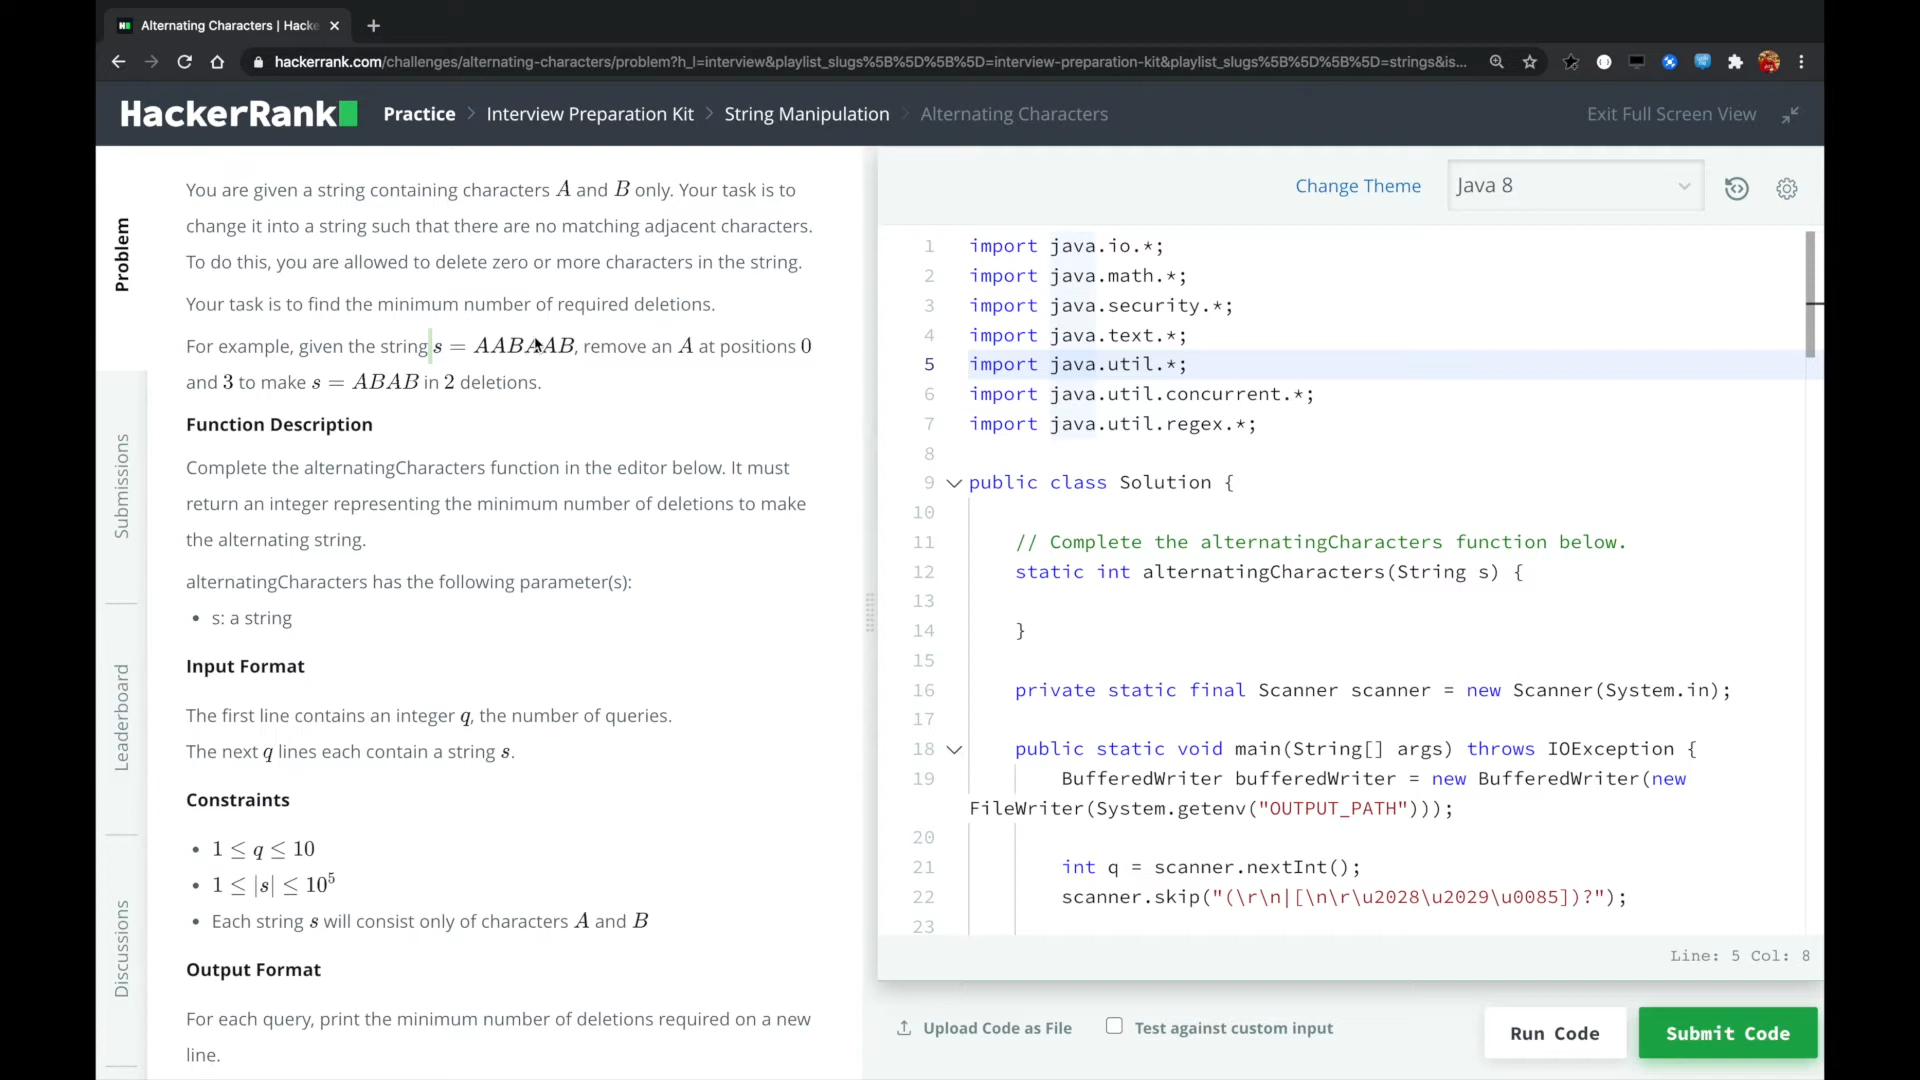 Alternating Characters | Hacke
hackerrank.com/challenges/alternating-characters/problem?h_l=interview&playlist_slugs%5B%5D%5B%5D=interview-preparation-kit&playlist_slugs%5B%5D%5B%5D=strings&is...
HackerRank
Practice > Interview Preparation Kit > String Manipulation > Alternating Characters
Exit Full Screen View
Problem
Submissions
Leaderboard
Discussions
You are given a string containing characters A and B only. Your task is to
change it into a string such that there are no matching adjacent characters.
To do this, you are allowed to delete zero or more characters in the string.
Your task is to find the minimum number of required deletions.
For example, given the string s = AABAAB, remove an A at positions 0
and 3 to make s = ABAB in 2 deletions.
Function Description
Complete the alternatingCharacters function in the editor below. It must
return an integer representing the minimum number of deletions to make
the alternating string.
alternatingCharacters has the following parameter(s):
• s: a string
Input Format
The first line contains an integer q, the number of queries.
The next q lines each contain a string s.
Constraints
• 1 ≤ q ≤ 10
• 1 ≤ |s| ≤ 10⁵
• Each string s will consist only of characters A and B
Output Format
For each query, print the minimum number of deletions required on a new
line.
Change Theme
Java 8
1 import java.io.*;
2 import java.math.*;
3 import java.security.*;
4 import java.text.*;
5 import java.util.*;
6 import java.util.concurrent.*;
7 import java.util.regex.*;
8
9 public class Solution {
10
11 // Complete the alternatingCharacters function below.
12 static int alternatingCharacters(String s) {
13
14 }
15
16 private static final Scanner scanner = new Scanner(System.in);
17
18 public static void main(String[] args) throws IOException {
19 BufferedWriter bufferedWriter = new BufferedWriter(new
FileWriter(System.getenv("OUTPUT_PATH")));
20
21 int q = scanner.nextInt();
22 scanner.skip("(\r\n|[\n\r\u2028\u2029\u0085])?");
23
Line: 5 Col: 8
Upload Code as File
Test against custom input
Run Code
Submit Code